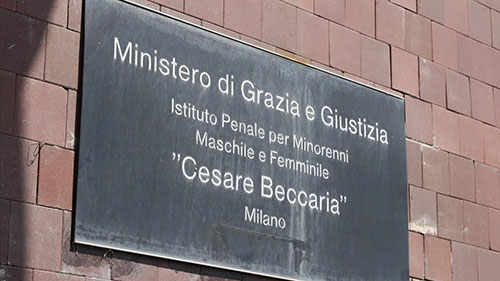 Ministero di Grazia e Giustizia
Istituto Penale per Minorenni
Maschile e Femminile
"Cesare Beccaria"
Milano